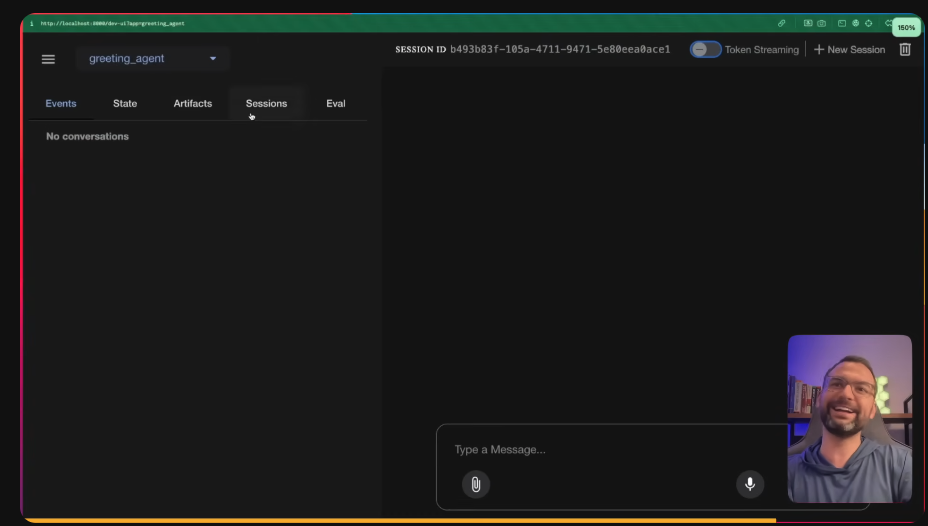 http://localhost:8000/dev-ui?app=greeting_agent
150%
greeting_agent
SESSION ID b493b83f-105a-4711-9471-5e80eea0ace1
Token Streaming
New Session
Events State Artifacts Sessions Eval
No conversations
Type a Message...